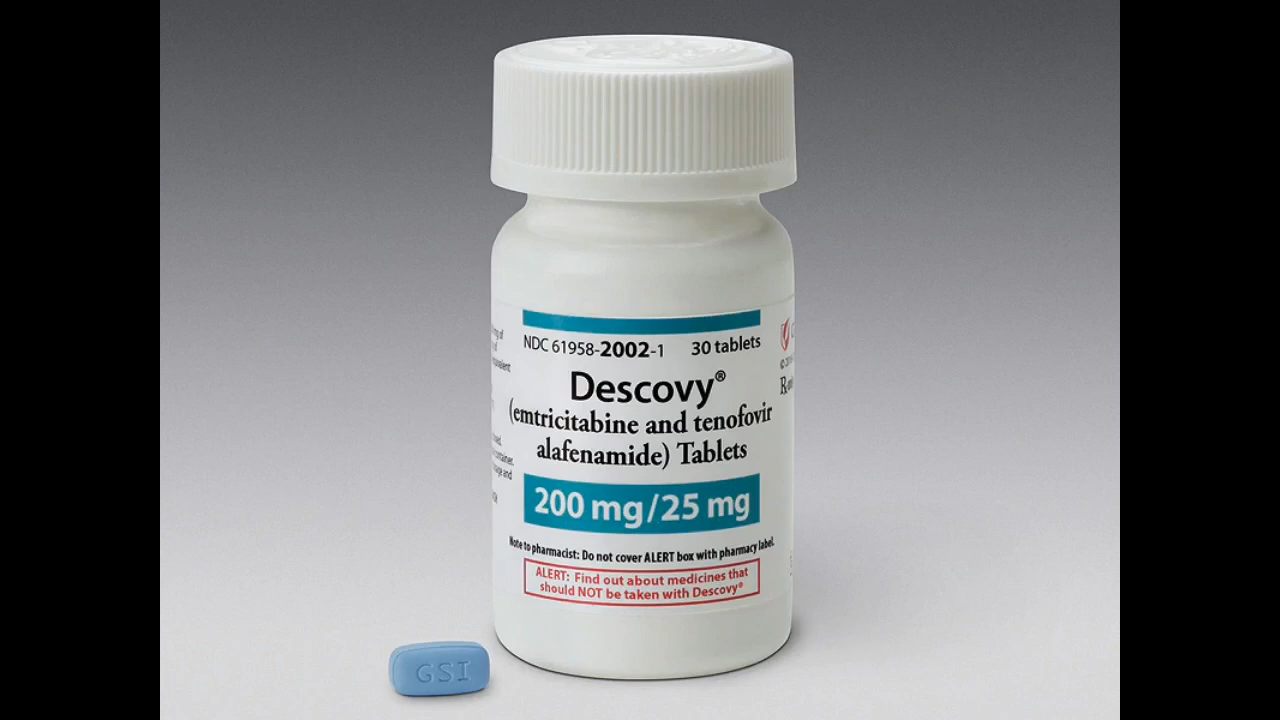 NDC 61958-2002-1 30 tablets
Descovy®
(emtricitabine and tenofovir
alafenamide) Tablets
200 mg/25 mg
Note to pharmacist: Do not cover ALERT box with pharmacy label.
ALERT: Find out about medicines that
should NOT be taken with Descovy®
GSI